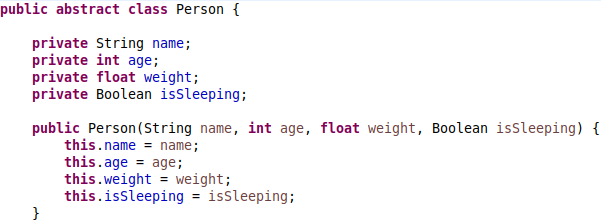 public abstract class Person {
private String name;
private int age;
private float weight;
private Boolean isSleeping;
public Person(String name, int age, float weight, Boolean isSleeping) {
this.name = name;
this.age = age;
this.weight = weight;
this.isSleeping = isSleeping;
}